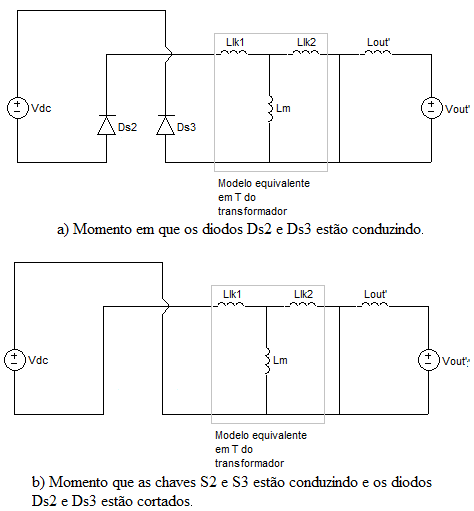 Llk1 Llk2 Lout'
Vdc Ds2 Ds3 Lm Vout'
Modelo equivalente
em T do
transformador
a) Momento em que os diodos Ds2 e Ds3 estão conduzindo.
Llk1 Llk2 Lout'
Vdc Lm Vout'
Modelo equivalente
em T do
transformador
b) Momento que as chaves S2 e S3 estão conduzindo e os diodos
Ds2 e Ds3 estão cortados.